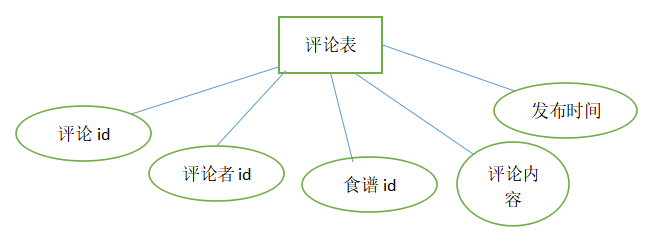 评论表
发布时间
评论 id
评论者 id
食谱 id
评论内
容